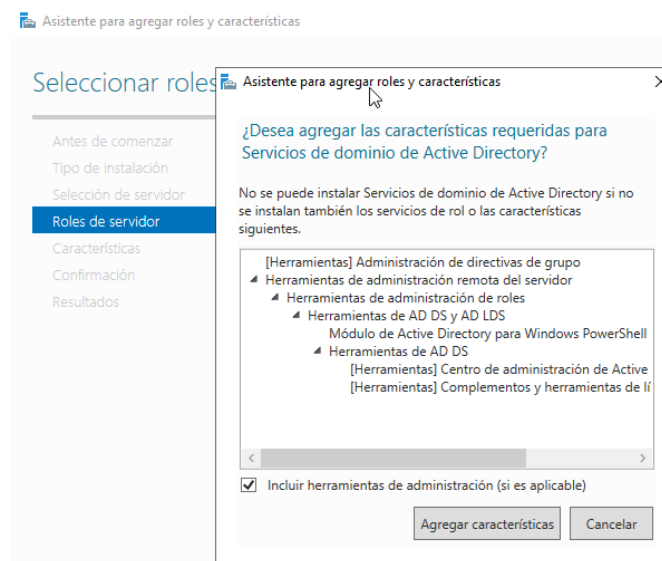 Asistente para agregar roles y características
Seleccionar roles
Asistente para agregar roles y características
Antes de comenzar
Tipo de instalación
Selección de servidor
Roles de servidor
Características
Confirmación
Resultados
¿Desea agregar las características requeridas para
Servicios de dominio de Active Directory?
No se puede instalar Servicios de dominio de Active Directory si no
se instalan también los servicios de rol o las características
siguientes.
[Herramientas] Administración de directivas de grupo
Herramientas de administración remota del servidor
Herramientas de administración de roles
Herramientas de AD DS y AD LDS
Módulo de Active Directory para Windows PowerShell
Herramientas de AD DS
[Herramientas] Centro de administración de Active
[Herramientas] Complementos y herramientas de lí
Incluir herramientas de administración (si es aplicable)
Agregar características
Cancelar